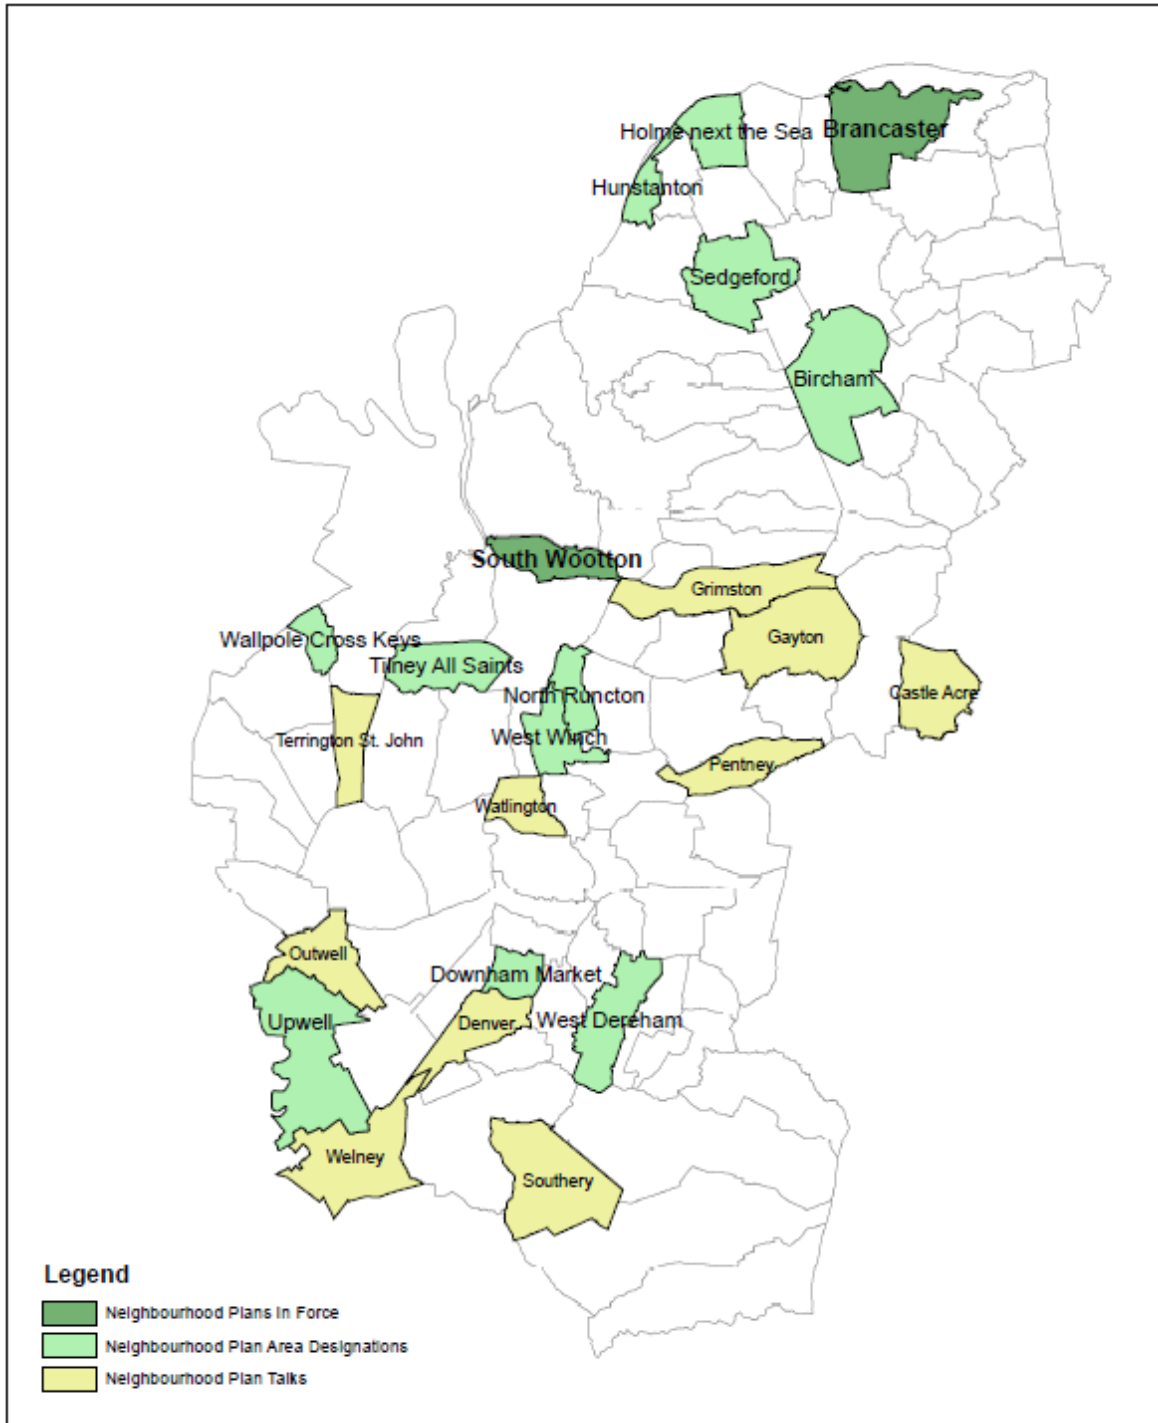 Holme next the Sea
Brancaster
Hunstanton
Sedgeford
Bircham
South Wootton
Grimston
Wallpole Cross Keys
Gayton
Tilney All Saints
North Runcton
Castle Acre
West Winch
Terrington St. John
Pentney
Watlington
Outwell
Downham Market
Upwell
Denver
West Dereham
Welney
Southery
Legend
Neighbourhood Plans In Force
Neighbourhood Plan Area Designations
Neighbourhood Plan Talks